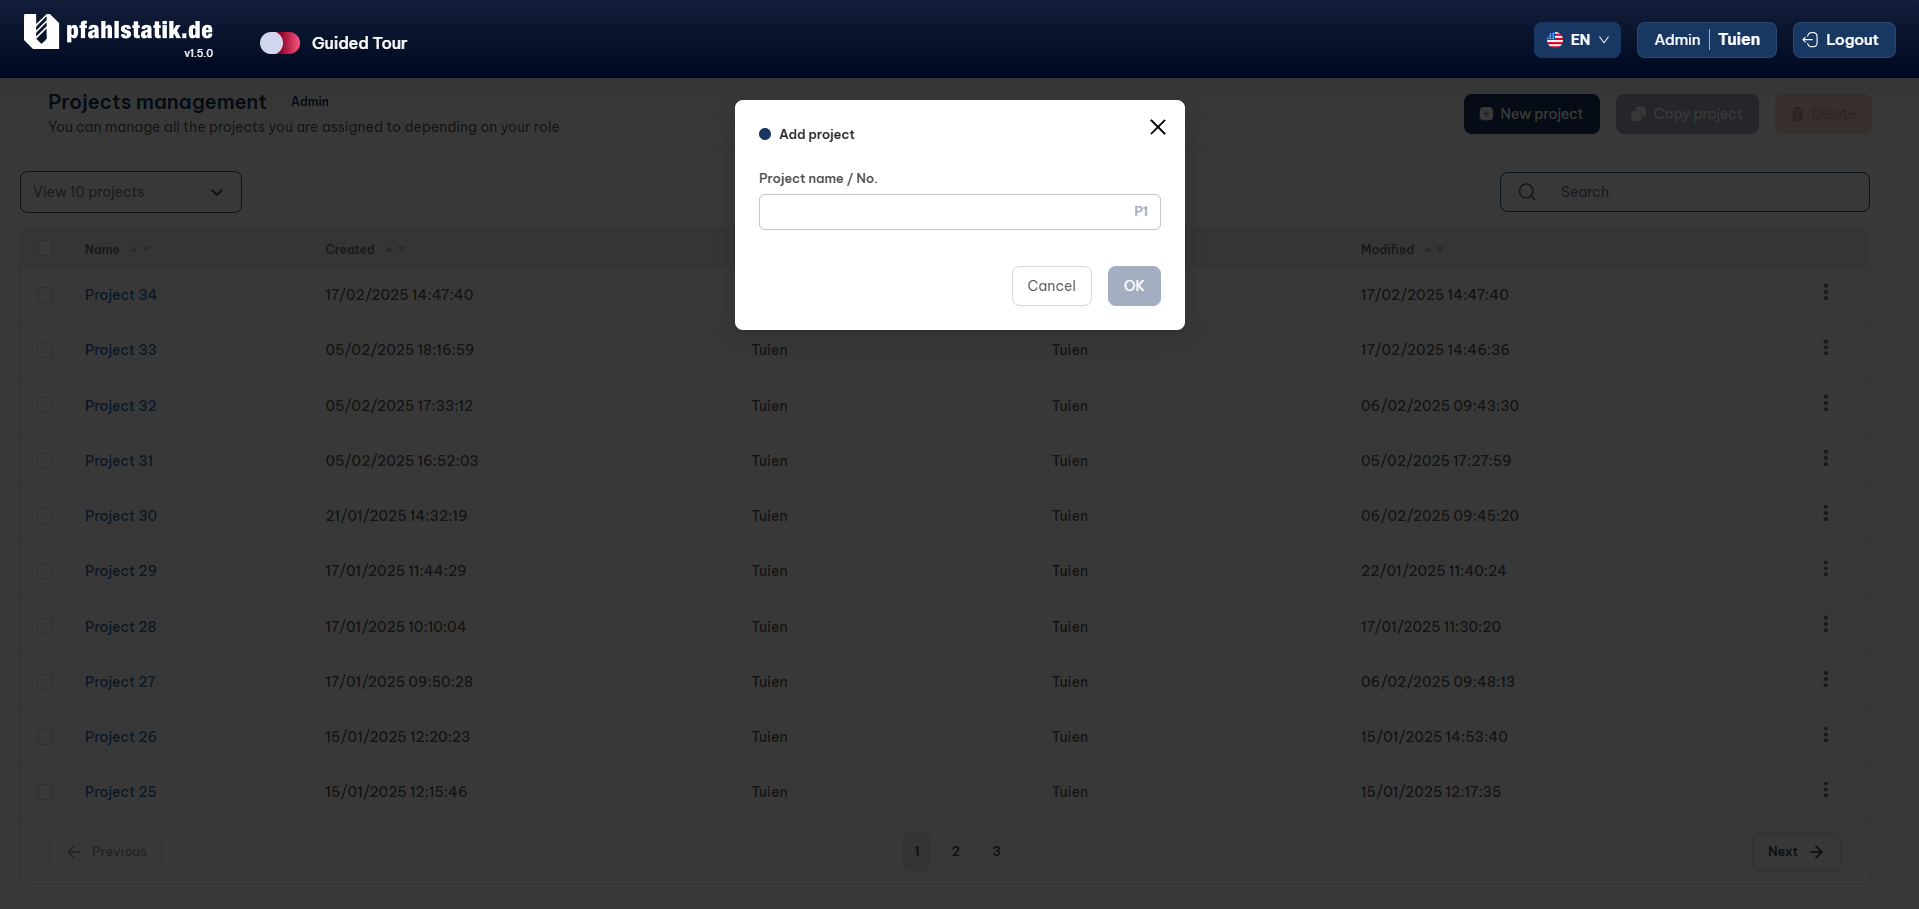 pfahlstatik.de
v1.5.0
Guided Tour
EN
Admin | Tuien
Logout
Projects management Admin
You can manage all the projects you are assigned to depending on your role
New project
Copy project
Delete
Add project
Project name / No.
P1
Cancel
OK
View 10 projects
Search
Name Created Modified
Project 34 17/02/2025 14:47:40 17/02/2025 14:47:40
Project 33 05/02/2025 18:16:59 Tuien Tuien 17/02/2025 14:46:36
Project 32 05/02/2025 17:33:12 Tuien Tuien 06/02/2025 09:43:30
Project 31 05/02/2025 16:52:03 Tuien Tuien 05/02/2025 17:27:59
Project 30 21/01/2025 14:32:19 Tuien Tuien 06/02/2025 09:45:20
Project 29 17/01/2025 11:44:29 Tuien Tuien 22/01/2025 11:40:24
Project 28 17/01/2025 10:10:04 Tuien Tuien 17/01/2025 11:30:20
Project 27 17/01/2025 09:50:28 Tuien Tuien 06/02/2025 09:48:13
Project 26 15/01/2025 12:20:23 Tuien Tuien 15/01/2025 14:53:40
Project 25 15/01/2025 12:15:46 Tuien Tuien 15/01/2025 12:17:35
Previous 1 2 3 Next